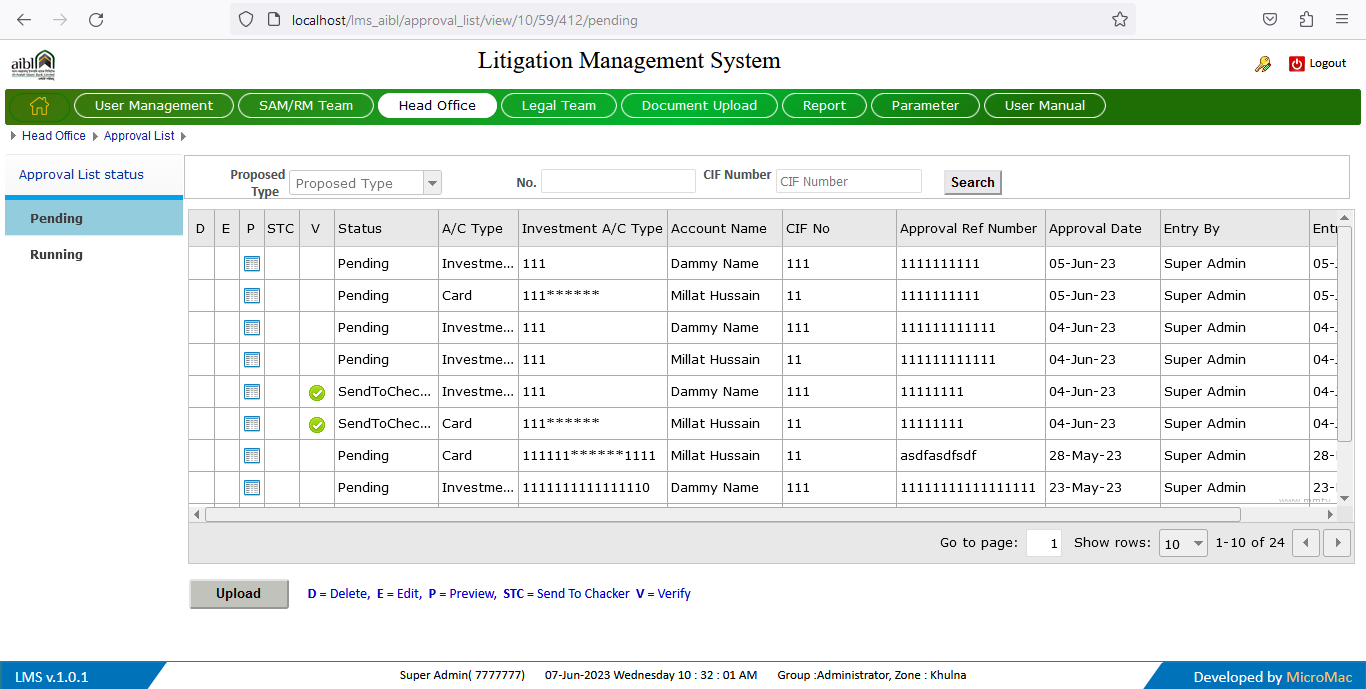 localhost/lms_aibl/approval_list/view/10/59/412/pending
aibl
Litigation Management System
Logout
User Management SAM/RM Team Head Office Legal Team Document Upload Report Parameter User Manual
Head Office Approval List
Approval List status
Pending
Running
Proposed Type Proposed Type No. CIF Number CIF Number Search
D E P STC V Status A/C Type Investment A/C Type Account Name CIF No Approval Ref Number Approval Date Entry By Entr
Pending Investme... 111 Dammy Name 111 1111111111 05-Jun-23 Super Admin 05-J
Pending Card 111****** Millat Hussain 11 1111111111 05-Jun-23 Super Admin 05-J
Pending Investme... 111 Dammy Name 111 111111111111 04-Jun-23 Super Admin 04-J
Pending Investme... 111 Millat Hussain 11 111111111111 04-Jun-23 Super Admin 04-J
SendToChec... Investme... 111 Dammy Name 111 11111111 04-Jun-23 Super Admin 04-J
SendToChec... Card 111****** Millat Hussain 11 11111111 04-Jun-23 Super Admin 04-J
Pending Card 111111******1111 Millat Hussain 11 asdfasdfsdf 28-May-23 Super Admin 28-
Pending Investme... 1111111111111110 Dammy Name 111 11111111111111111 23-May-23 Super Admin 23-
Go to page: 1 Show rows: 10 1-10 of 24
Upload D = Delete, E = Edit, P = Preview, STC = Send To Chacker V = Verify
LMS v.1.0.1 Super Admin( 7777777) 07-Jun-2023 Wednesday 10 : 32 : 01 AM Group :Administrator, Zone : Khulna Developed by MicroMac